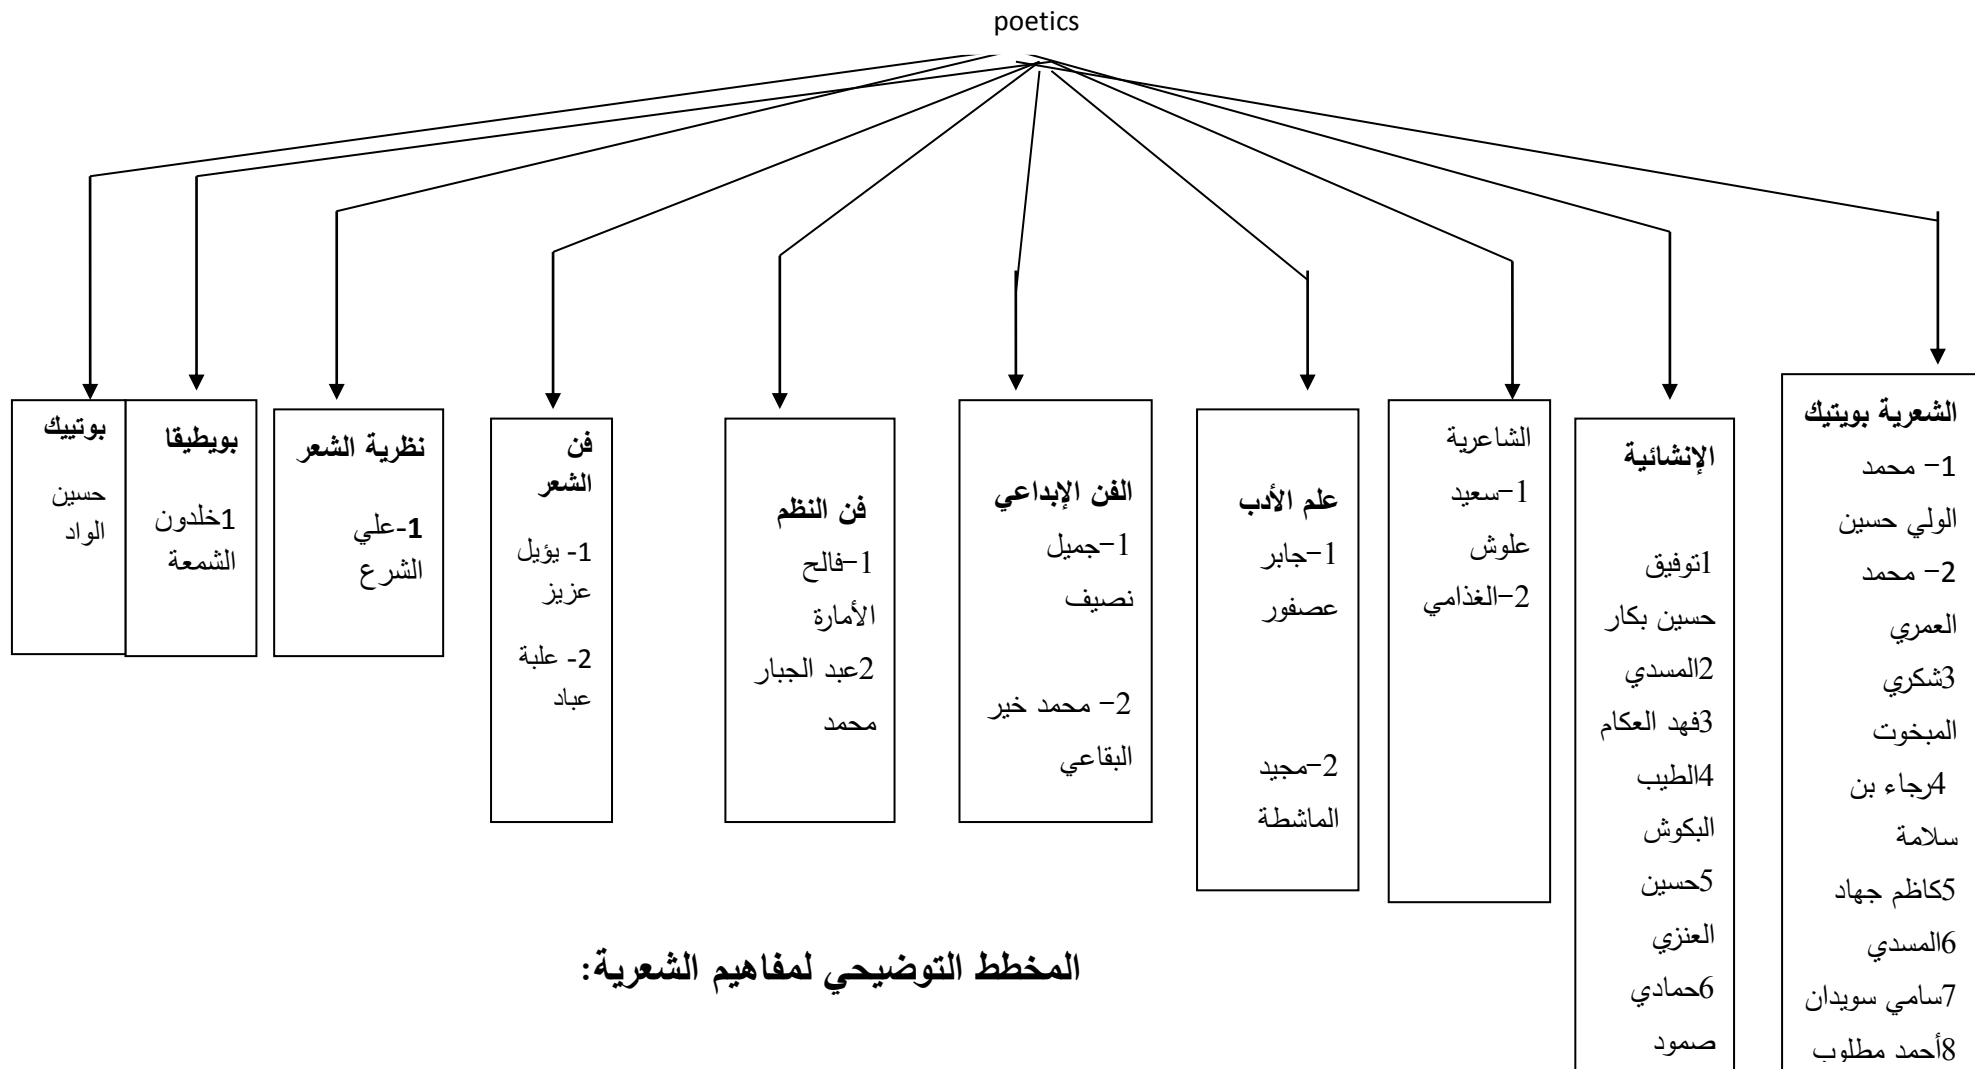 poetics
الشعرية بويتيك
1– محمد
الولي حسين
2– محمد
العمري
3شكري
المبخوت
4رجاء بن
سلامة
5كاظم جهاد
6المسدي
7سامي سويدان
8أحمد مطلوب
الإنشائية
1توفيق
حسين بكار
2المسدي
3فهد العكام
4الطيب
البكوش
5حسين
العنزي
6حمادي
صمود
الشاعرية
1–سعيد
علوش
2–الغذامي
علم الأدب
1–جابر
عصفور
2–مجيد
الماشطة
الفن الإبداعي
1–جميل
نصيف
2– محمد خير
البقاعي
فن النظم
1–فالح
الأمارة
2عبد الجبار
محمد
فن
الشعر
1- يؤيل
عزيز
2- علبة
عباد
نظرية الشعر
1-علي
الشرع
بويطيقا
1خلدون
الشمعة
بوتييك
حسين
الواد
المخطط التوضيحي لمفاهيم الشعرية: